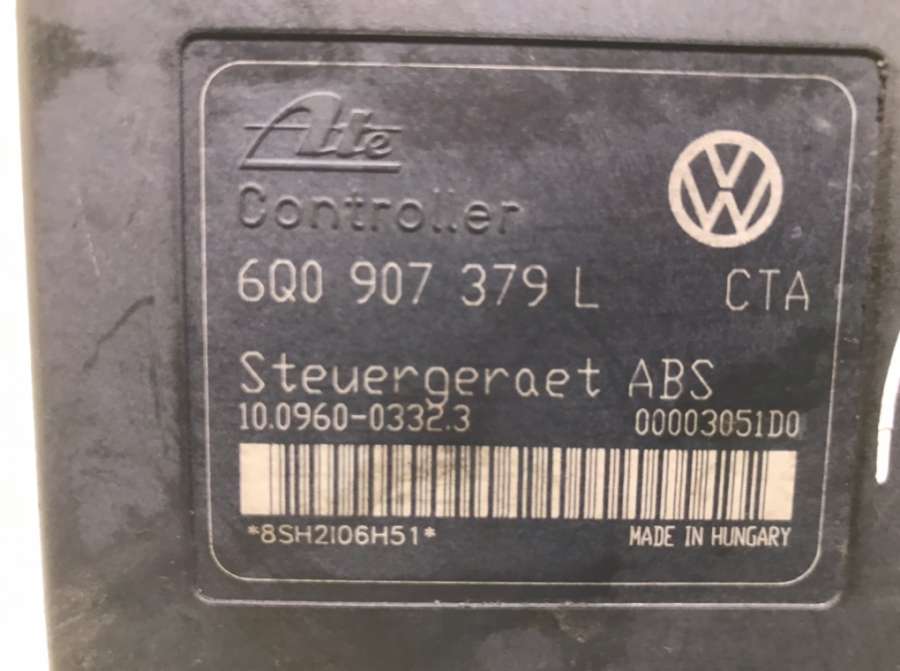 Ate
Controller
6Q0 907 379 L CTA
Steuergeraet ABS
10.0960-0332.3 00003051D0
*8SH2I06H51*
MADE IN HUNGARY